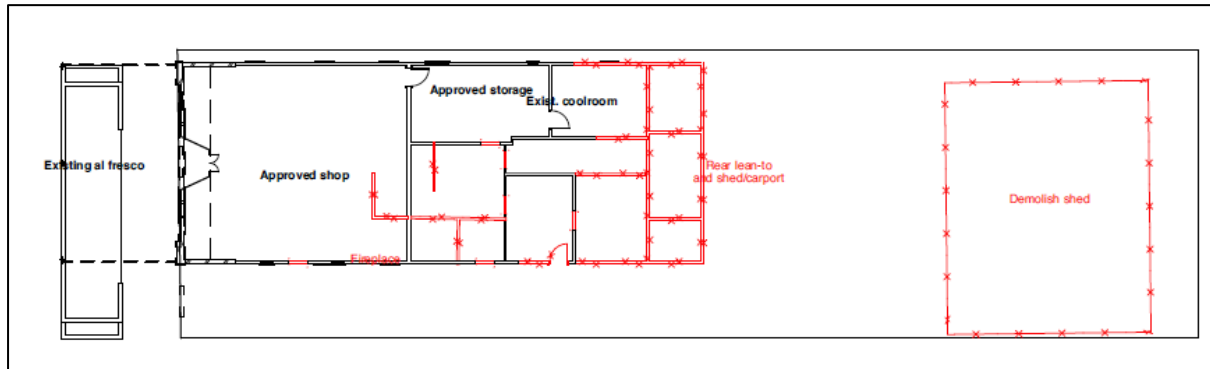 Approved storage
Exist. coolroom
Existing al fresco
Approved shop
Rear lean-to
and shed/carport
Demolish shed
Fireplace